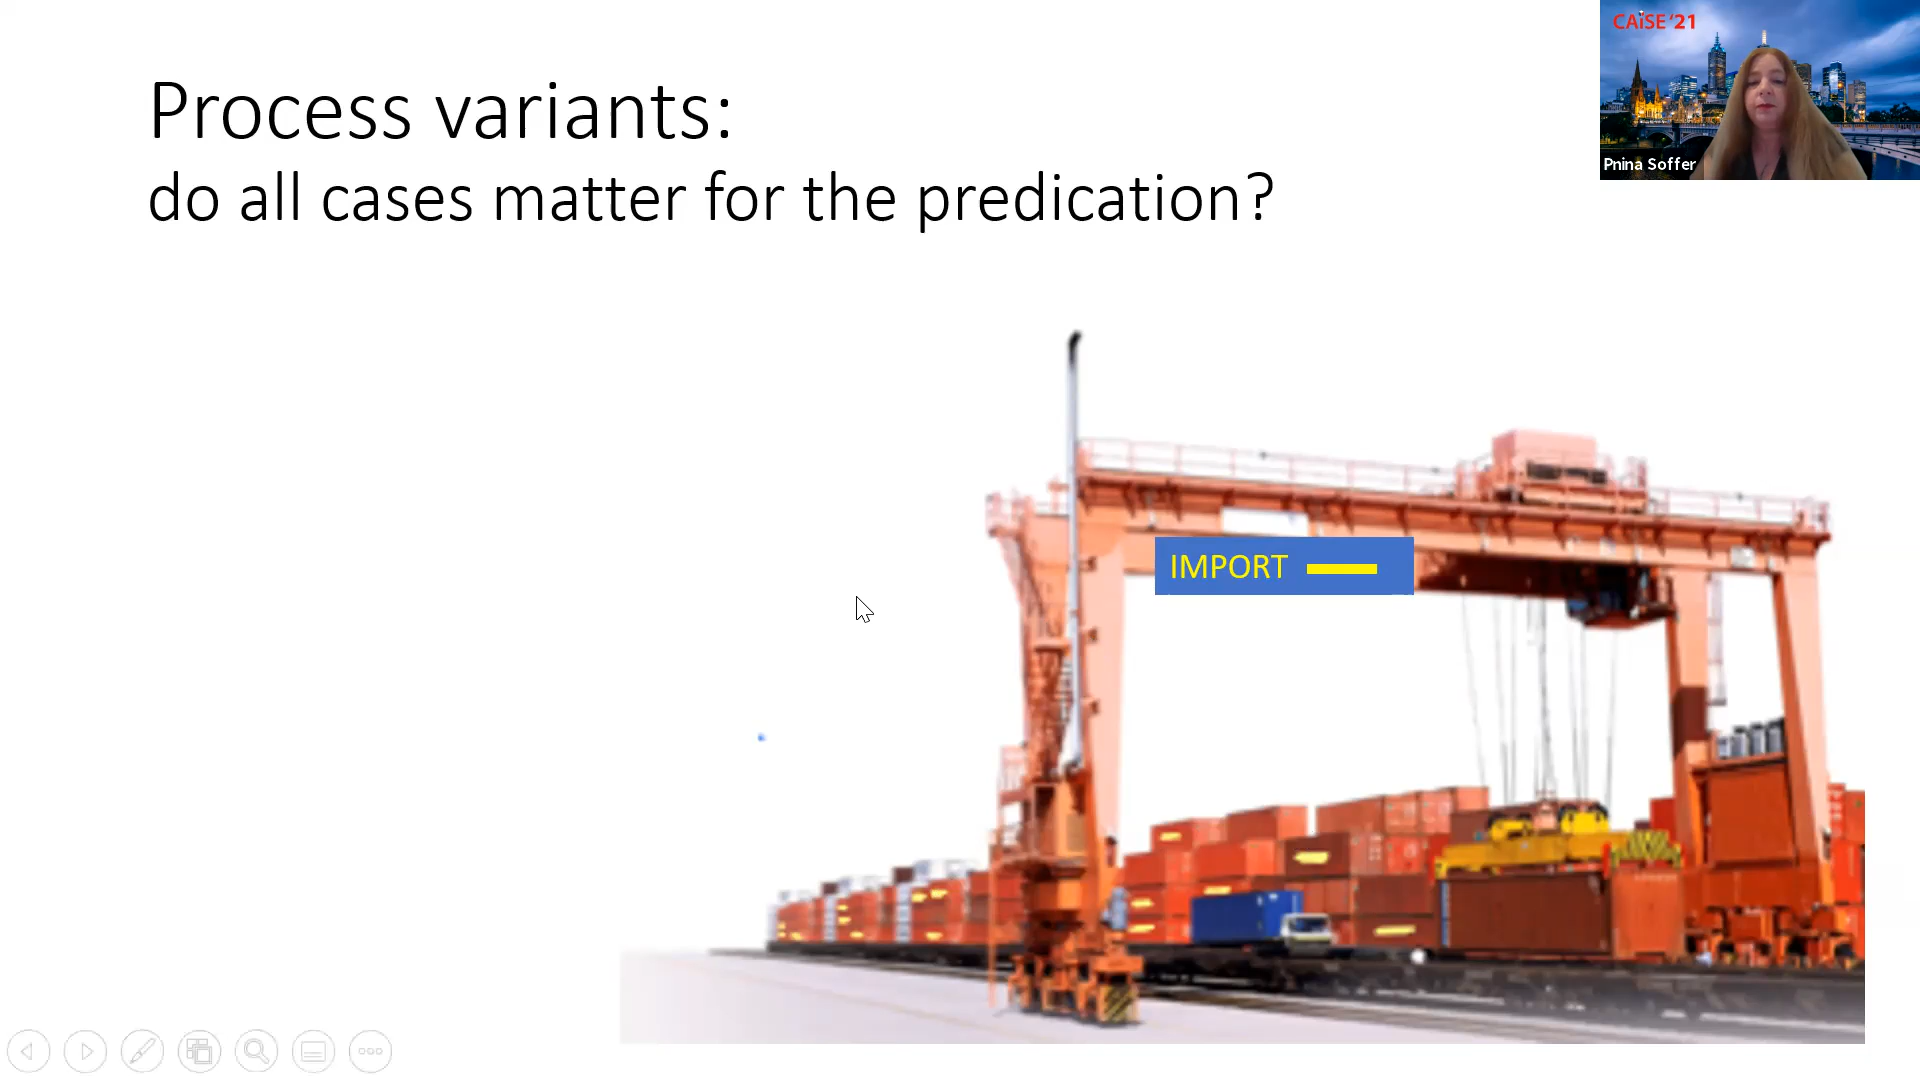 Process variants:
do all cases matter for the predication?
CAiSE '21
Pnina Soffer
IMPORT